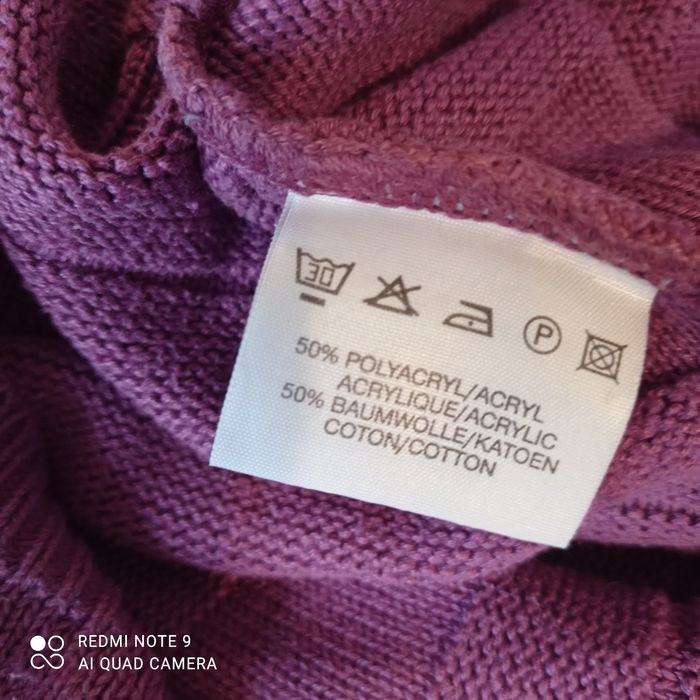 30
P
50% POLYACRYL/ACRYL
ACRYLIQUE/ACRYLIC
50% BAUMWOLLE/KATOEN
COTON/COTTON
REDMI NOTE 9
AI QUAD CAMERA